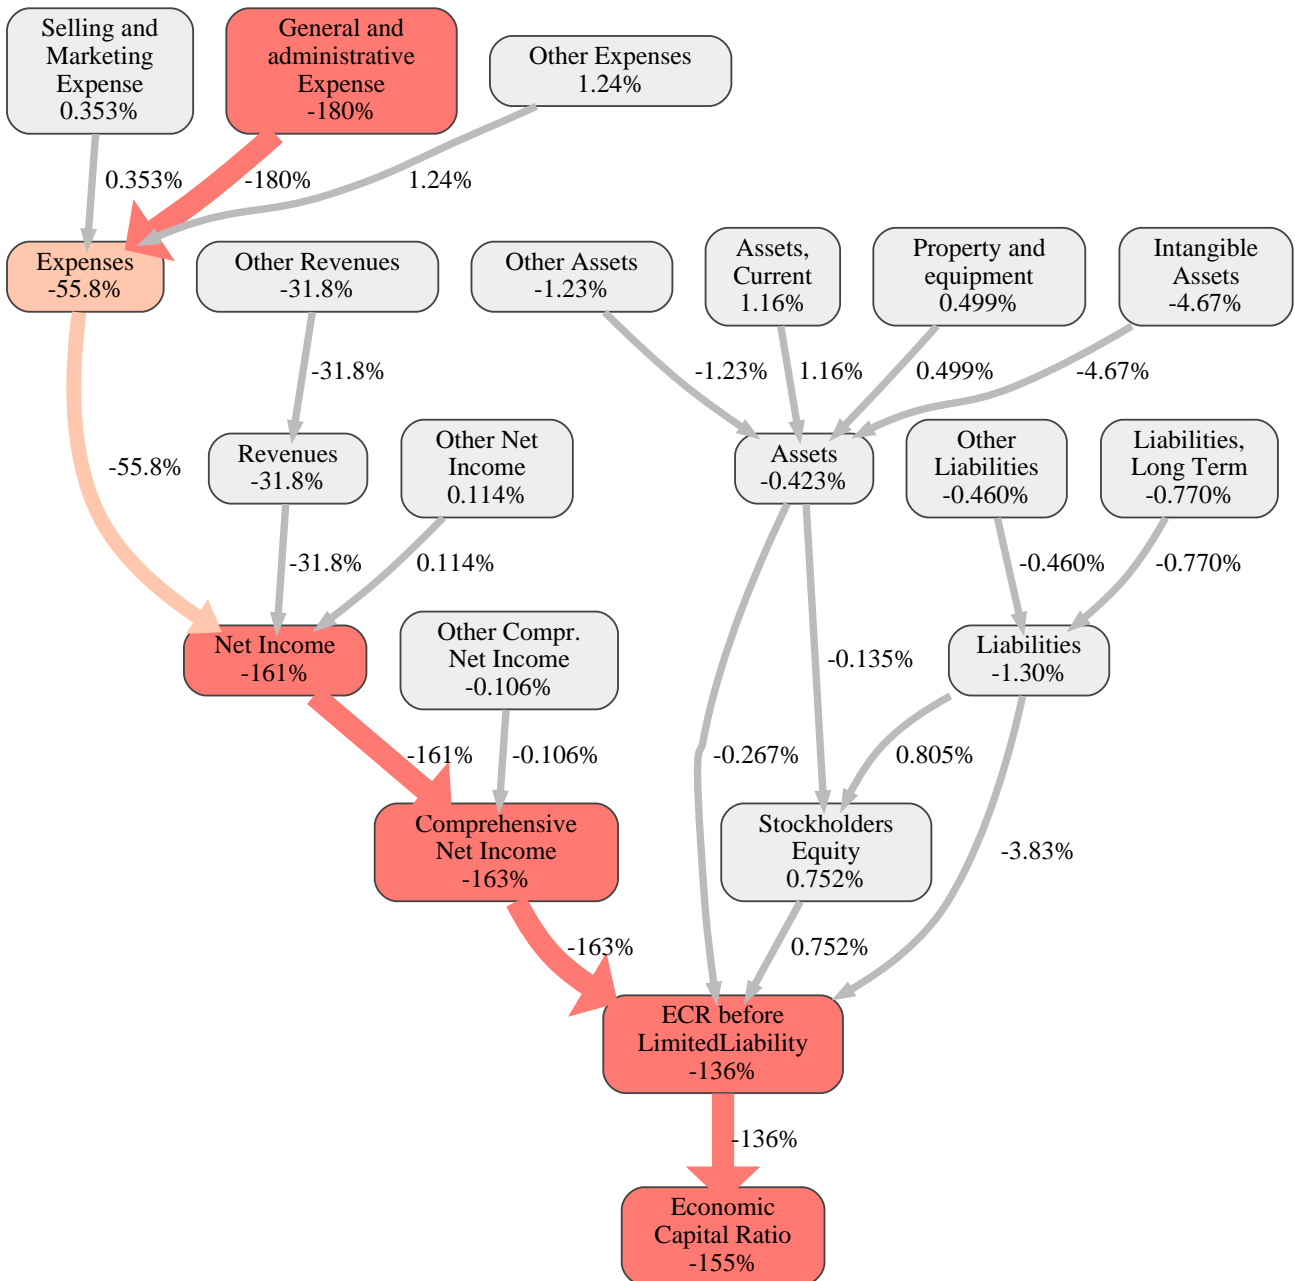 Selling and
Marketing
Expense
0.353%
General and
administrative
Expense
-180%
Other Expenses
1.24%
0.353%
-180%
1.24%
Expenses
-55.8%
Other Revenues
-31.8%
Other Assets
-1.23%
Assets,
Current
1.16%
Property and
equipment
0.499%
Intangible
Assets
-4.67%
-31.8%
-1.23%
1.16%
0.499%
-4.67%
-55.8%
Revenues
-31.8%
Other Net
Income
0.114%
Assets
-0.423%
Other
Liabilities
-0.460%
Liabilities,
Long Term
-0.770%
-31.8%
0.114%
-0.460%
-0.770%
Net Income
-161%
Other Compr.
Net Income
-0.106%
-0.135%
Liabilities
-1.30%
-161%
-0.106%
-0.267%
0.805%
Comprehensive
Net Income
-163%
Stockholders
Equity
0.752%
-3.83%
-163%
0.752%
ECR before
LimitedLiability
-136%
-136%
Economic
Capital Ratio
-155%